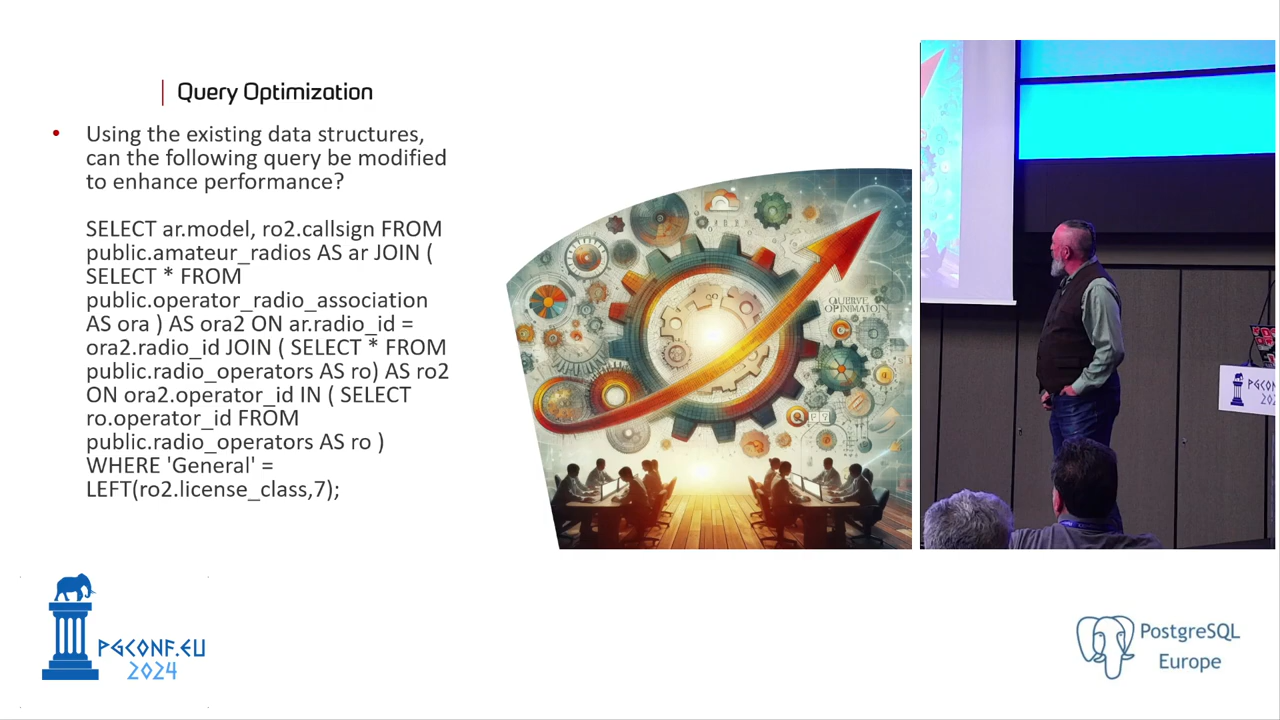 Query Optimization
• Using the existing data structures,
can the following query be modified
to enhance performance?
SELECT ar.model, ro2.callsign FROM
public.amateur_radios AS ar JOIN (
SELECT * FROM
public.operator_radio_association
AS ora ) AS ora2 ON ar.radio_id =
ora2.radio_id JOIN ( SELECT * FROM
public.radio_operators AS ro) AS ro2
ON ora2.operator_id IN ( SELECT
ro.operator_id FROM
public.radio_operators AS ro )
WHERE 'General' =
LEFT(ro2.license_class,7);
PGCONF.EU
2024
PostgreSQL
Europe